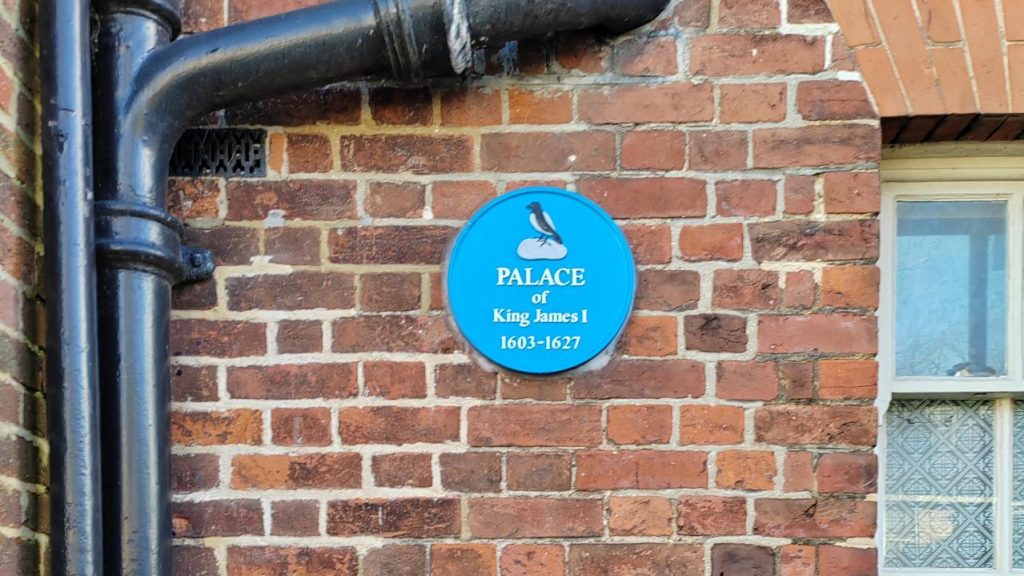 PALACE
of
King James I
1603-1627